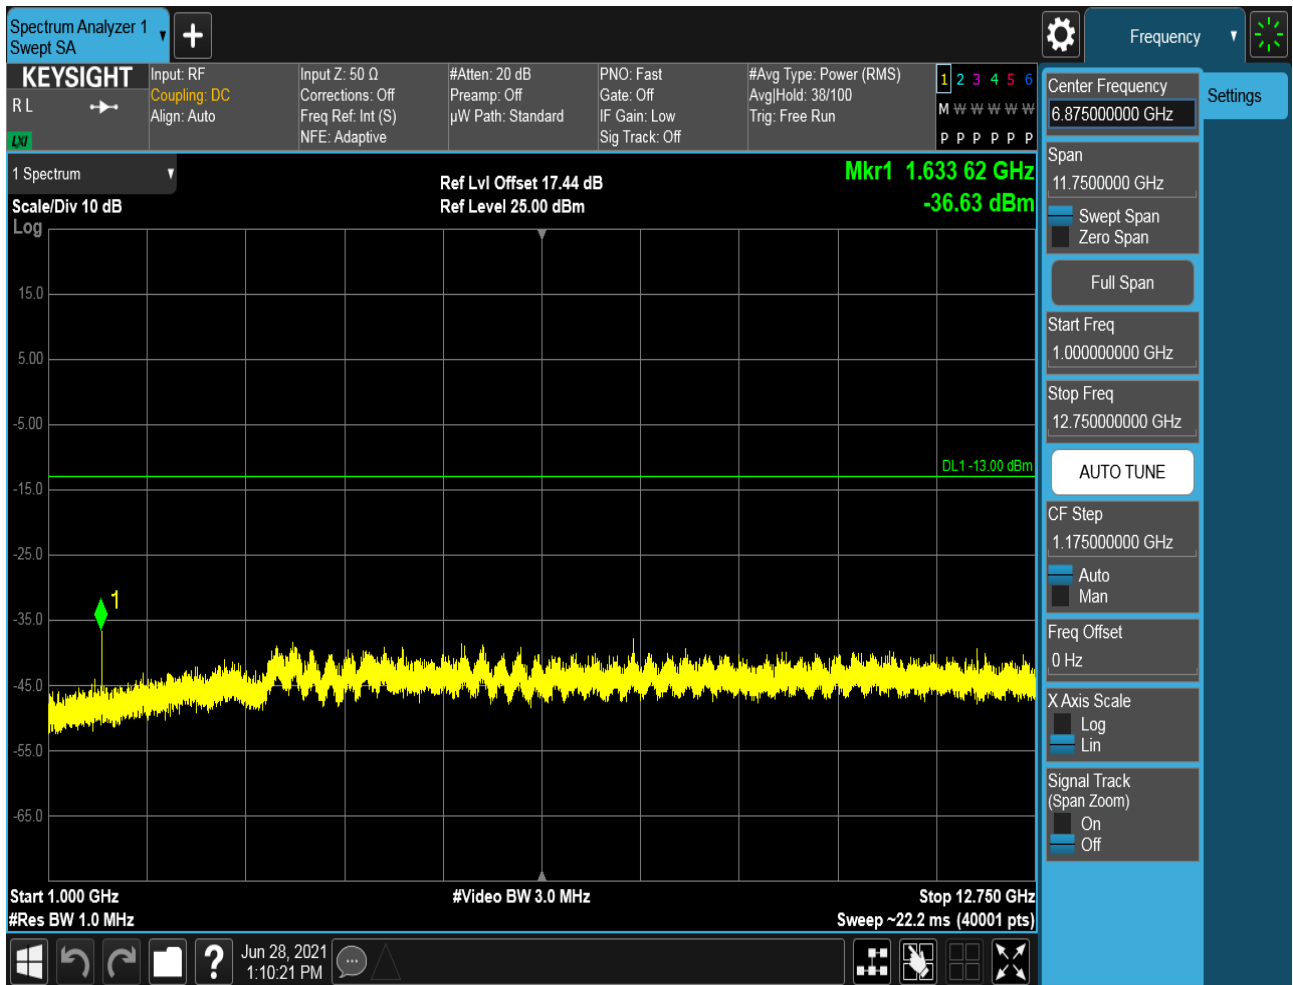 Spectrum Analyzer 1
Swept SA
Frequency
KEYSIGHT
R L
LXI
Input: RF
Coupling: DC
Align: Auto
Input Z: 50 Ω
Corrections: Off
Freq Ref: Int (S)
NFE: Adaptive
#Atten: 20 dB
Preamp: Off
µW Path: Standard
PNO: Fast
Gate: Off
IF Gain: Low
Sig Track: Off
#Avg Type: Power (RMS)
Avg|Hold: 38/100
Trig: Free Run
1 2 3 4 5 6
M W W W W W
P P P P P P
1 Spectrum
Scale/Div 10 dB
Log
Ref Lvl Offset 17.44 dB
Ref Level 25.00 dBm
Mkr1 1.633 62 GHz
-36.63 dBm
15.0
5.00
-5.00
DL1 -13.00 dBm
-15.0
-25.0
1
-35.0
-45.0
-55.0
-65.0
Start 1.000 GHz
#Video BW 3.0 MHz
Stop 12.750 GHz
#Res BW 1.0 MHz
Sweep ~22.2 ms (40001 pts)
?
Jun 28, 2021
1:10:21 PM
Center Frequency
6.875000000 GHz
Settings
Span
11.7500000 GHz
Swept Span
Zero Span
Full Span
Start Freq
1.000000000 GHz
Stop Freq
12.750000000 GHz
AUTO TUNE
CF Step
1.175000000 GHz
Auto
Man
Freq Offset
0 Hz
X Axis Scale
Log
Lin
Signal Track
(Span Zoom)
On
Off